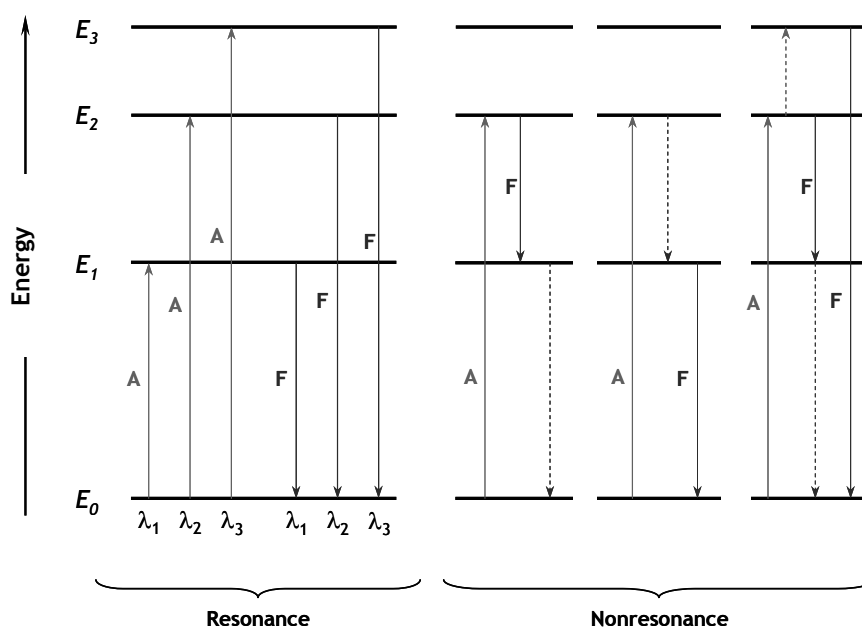 E3
E2
Energy
E1
E0
A
A
A
F
F
F
F
A
A
F
F
A
F
λ1 λ2 λ3 λ1 λ2 λ3
Resonance
Nonresonance